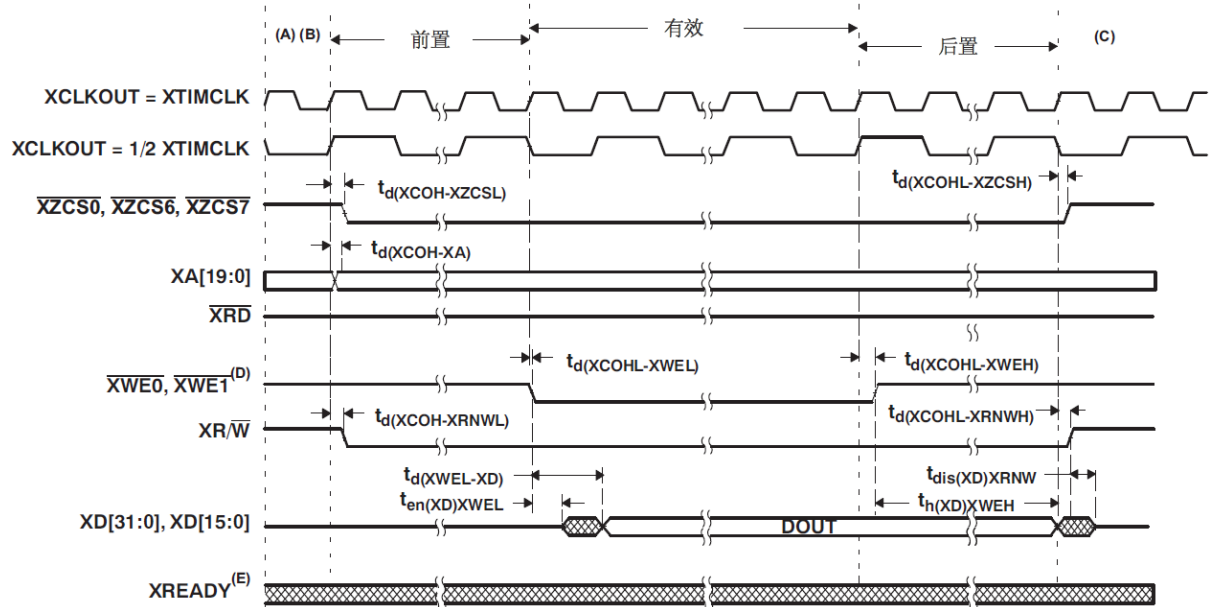 (A) (B)
前置
有效
后置
(C)
XCLKOUT = XTIMCLK
XCLKOUT = 1/2 XTIMCLK
td(XCOH-XZCSL)
td(XCOHL-XZCSH)
XZCS0, XZCS6, XZCS7
td(XCOH-XA)
XA[19:0]
XRD
td(XCOHL-XWEL)
td(XCOHL-XWEH)
XWE0, XWE1(D)
td(XCOH-XRNWL)
td(XCOHL-XRNWH)
XR/W
td(XWEL-XD)
tdis(XD)XRNW
ten(XD)XWEL
th(XD)XWEH
XD[31:0], XD[15:0]
DOUT
XREADY(E)